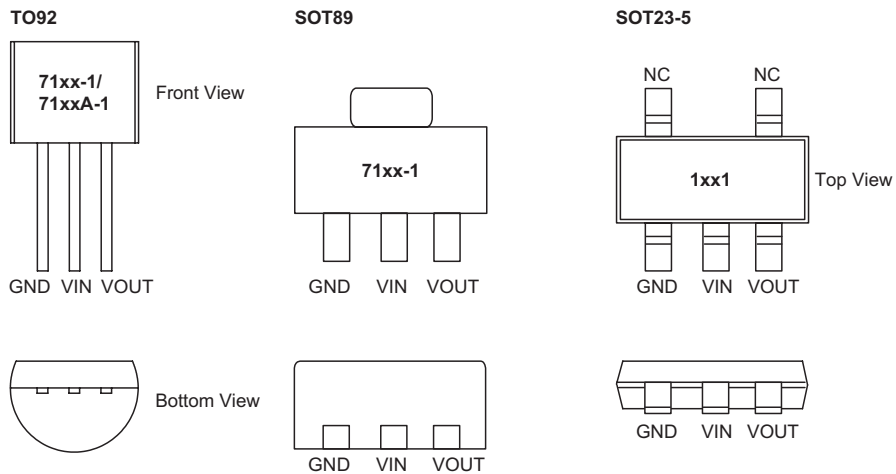 TO92
SOT89
SOT23-5
71xx-1/
71xxA-1
Front View
71xx-1
NC NC
1xx1
Top View
GND VIN VOUT
GND VIN VOUT
GND VIN VOUT
Bottom View
GND VIN VOUT
GND VIN VOUT